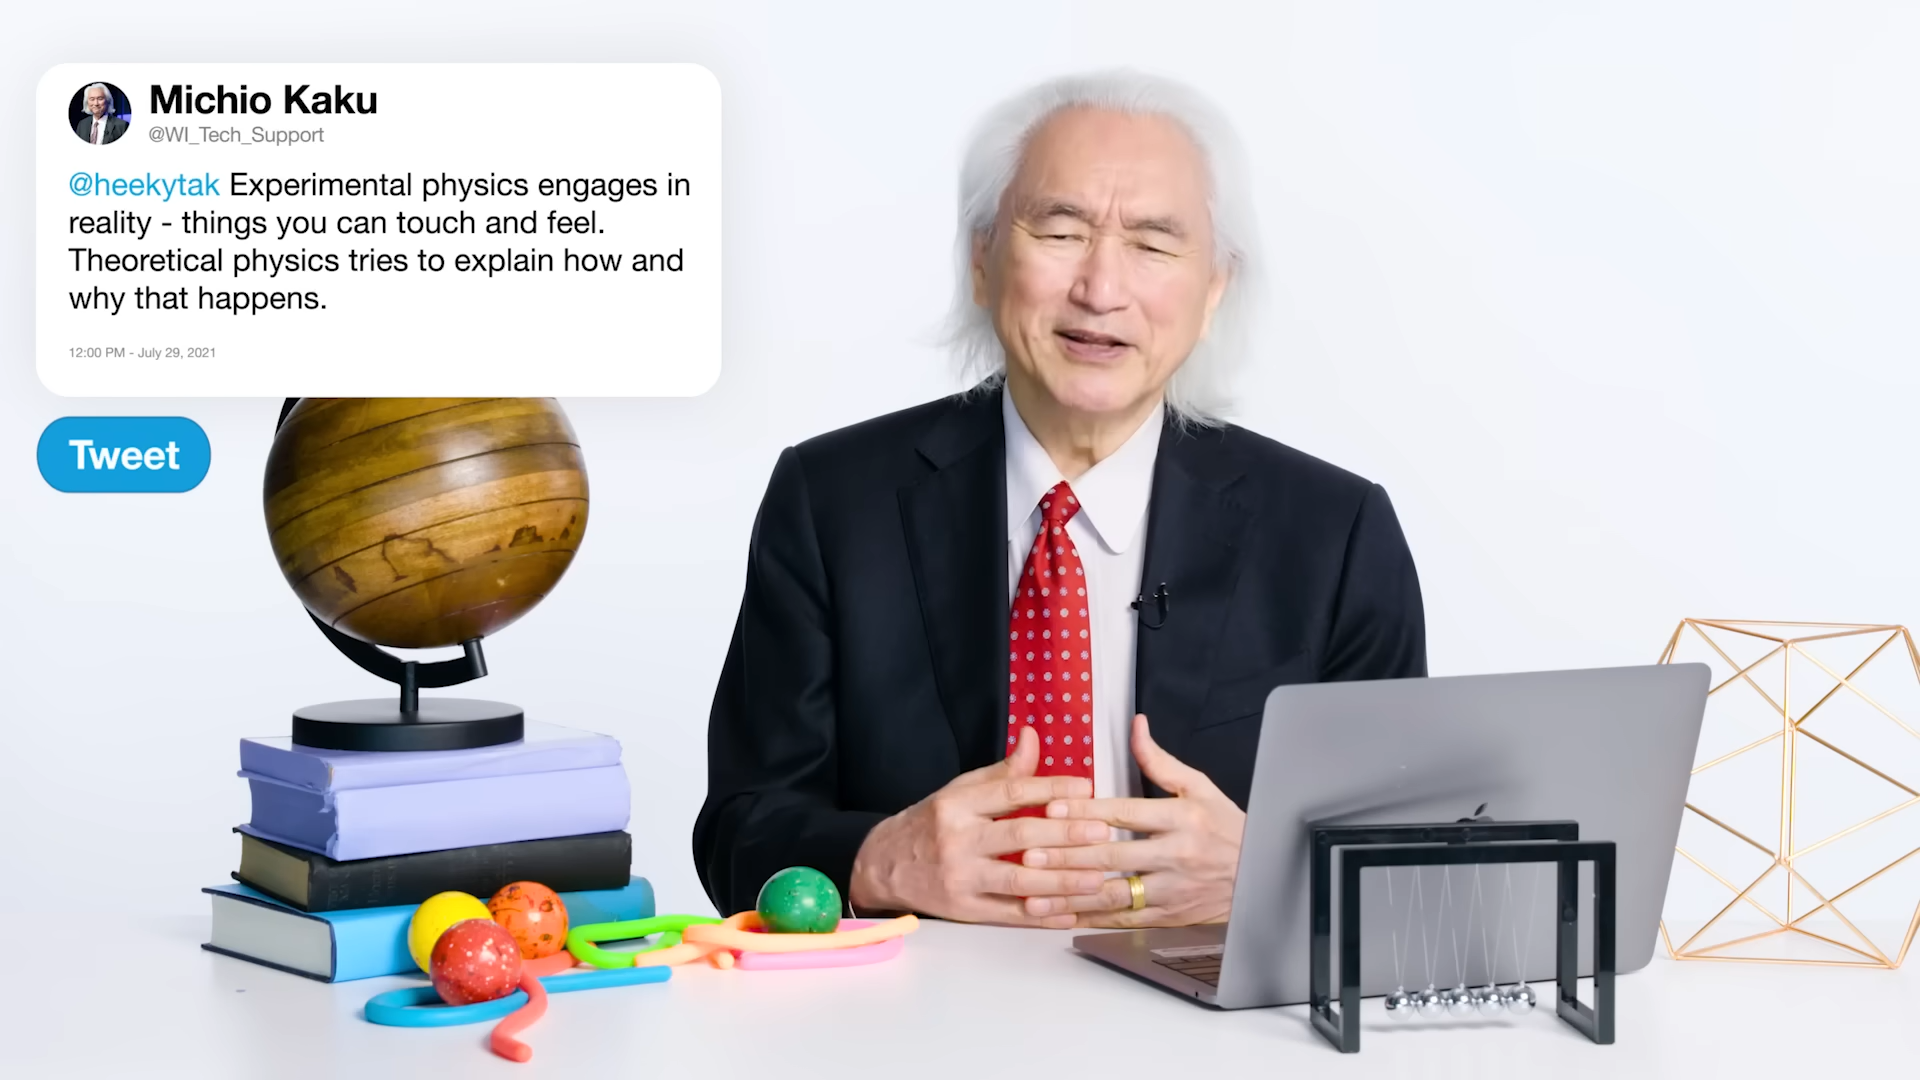 Michio Kaku
@WI_Tech_Support
@heekytak Experimental physics engages in
reality - things you can touch and feel.
Theoretical physics tries to explain how and
why that happens.
12:00 PM - July 29, 2021
Tweet